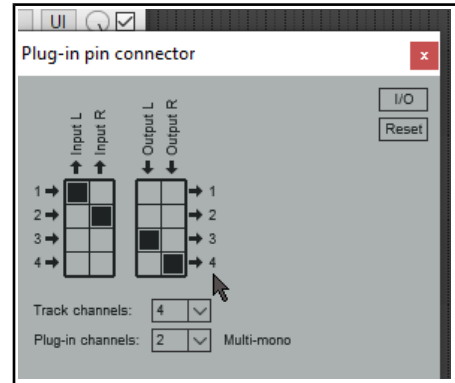 UI
Plug-in pin connector
x
I/O
Reset
Input L
Input R
Output L
Output R
1 1
2 2
3 3
4 4
Track channels: 4
Plug-in channels: 2 Multi-mono